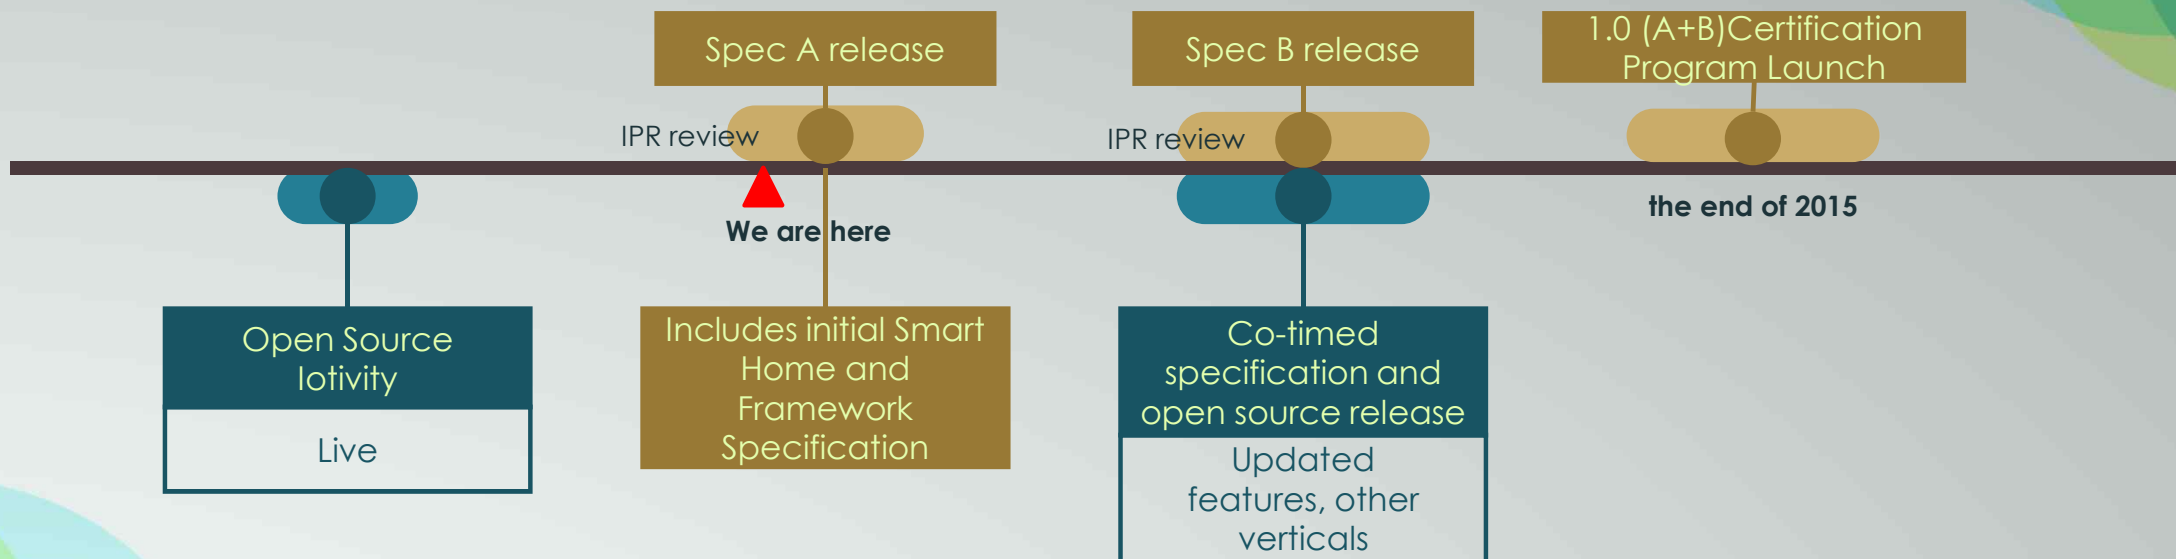 Spec A release
Spec B release
1.0 (A+B)Certification
Program Launch
IPR review
IPR review
We are here
the end of 2015
Open Source
Iotivity
Live
Includes initial Smart
Home and
Framework
Specification
Co-timed
specification and
open source release
Updated
features, other
verticals